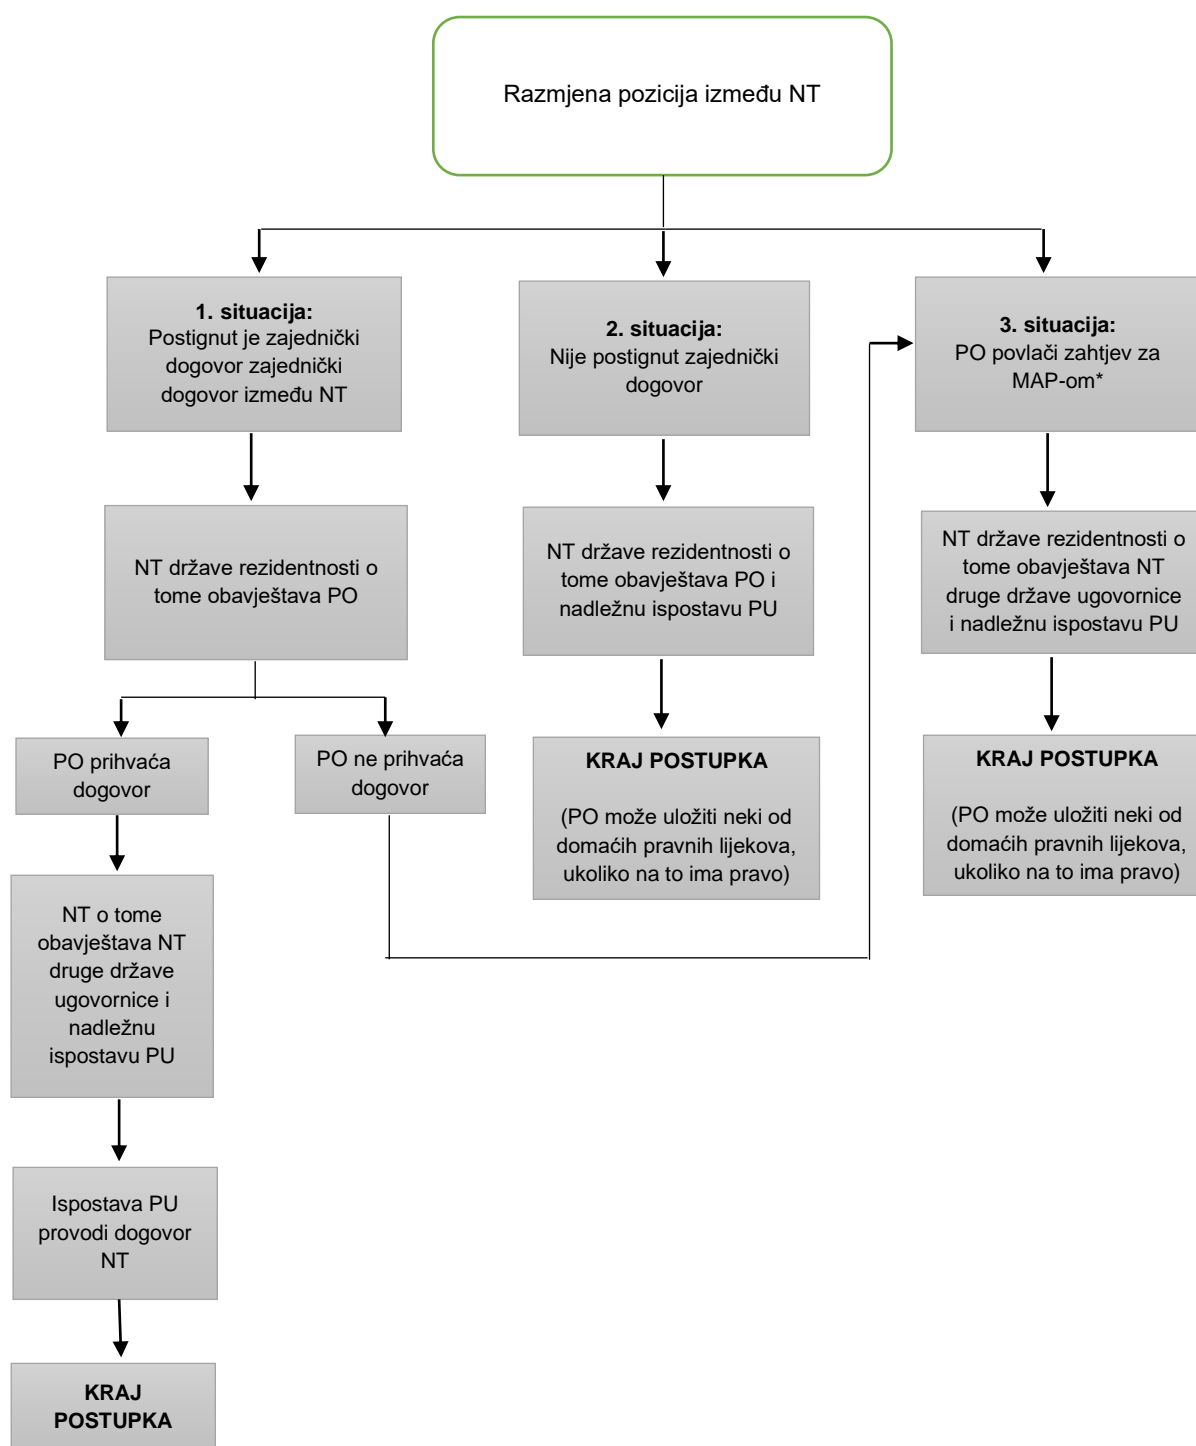 Razmjena pozicija između NT
1. situacija:
Postignut je zajednički
dogovor zajednički
dogovor između NT
2. situacija:
Nije postignut zajednički
dogovor
3. situacija:
PO povlači zahtjev za
MAP-om*
NT države rezidentnosti o
tome obavještava PO
NT države rezidentnosti o
tome obavještava PO i
nadležnu ispostavu PU
NT države rezidentnosti o
tome obavještava NT
druge države ugovornice
i nadležnu ispostavu PU
PO prihvaća
dogovor
PO ne prihvaća
dogovor
KRAJ POSTUPKA
(PO može uložiti neki od
domaćih pravnih lijekova,
ukoliko na to ima pravo)
KRAJ POSTUPKA
(PO može uložiti neki od
domaćih pravnih lijekova,
ukoliko na to ima pravo)
NT o tome
obavještava NT
druge države
ugovornice i
nadležnu
ispostavu PU
Ispostava PU
provodi dogovor
NT
KRAJ
POSTUPKA